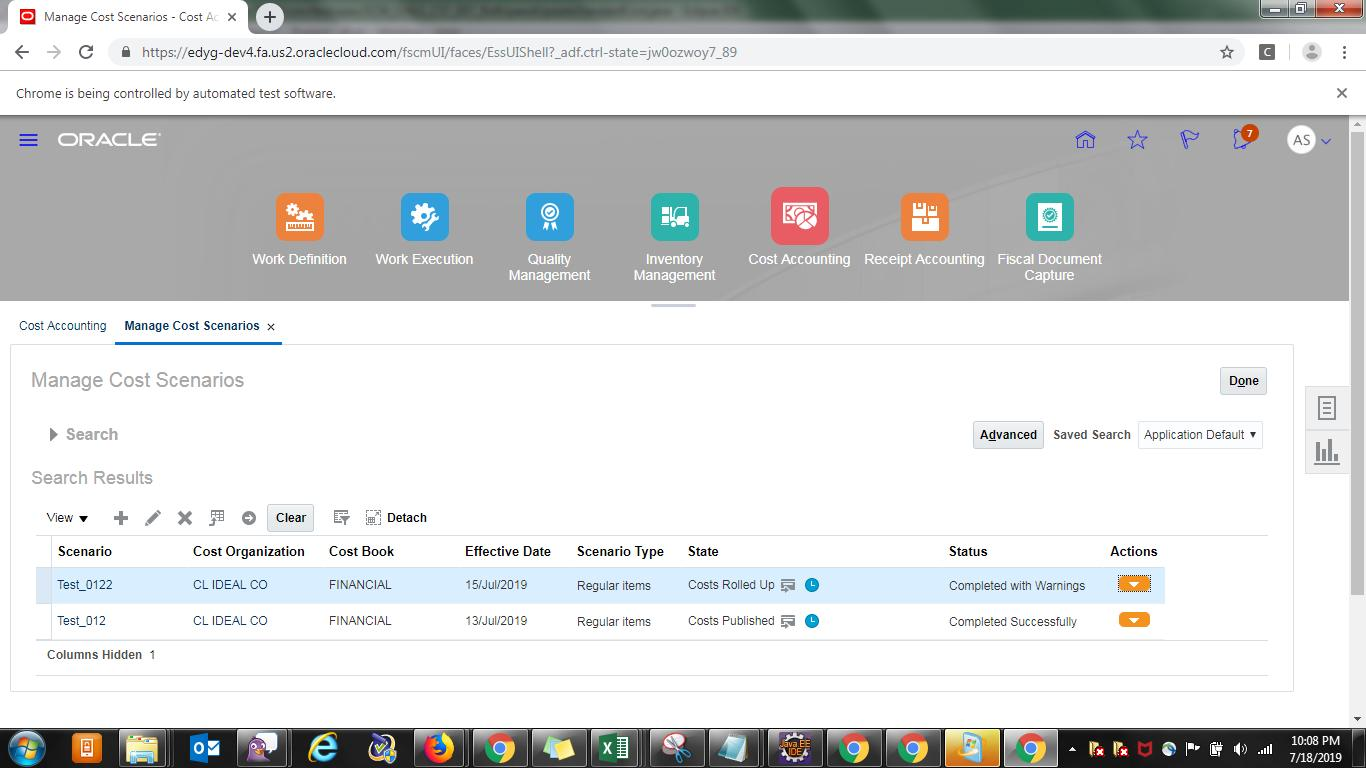 Manage Cost Scenarios - Cost Ac
https://edyg-dev4.fa.us2.oraclecloud.com/fscmUI/faces/EssUIShell?_adf.ctrl-state=jw0ozwoy7_89
C
Chrome is being controlled by automated test software.
ORACLE
7
AS
Work Definition
Work Execution
Quality
Management
Inventory
Management
Cost Accounting
Receipt Accounting
Fiscal Document
Capture
Cost Accounting
Manage Cost Scenarios
Manage Cost Scenarios
Done
Search
Advanced Saved Search Application Default
Search Results
View Clear Detach
Scenario Cost Organization Cost Book Effective Date Scenario Type State Status Actions
Test_0122 CL IDEAL CO FINANCIAL 15/Jul/2019 Regular items Costs Rolled Up Completed with Warnings
Test_012 CL IDEAL CO FINANCIAL 13/Jul/2019 Regular items Costs Published Completed Successfully
Columns Hidden 1
Java EE
IDE
10:08 PM
7/18/2019